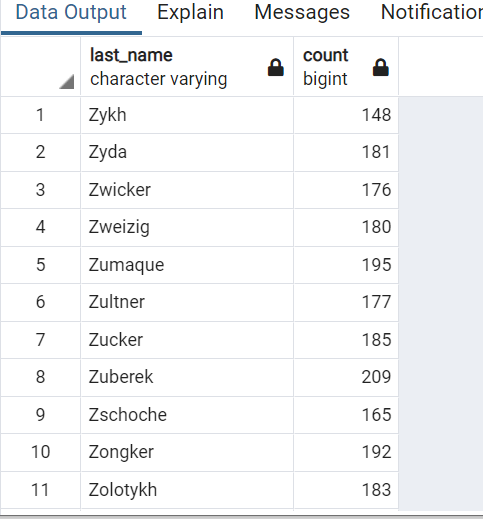 Data Output Explain Messages Notification
last_name count
character varying bigint
1 Zykh 148
2 Zyda 181
3 Zwicker 176
4 Zweizig 180
5 Zumaque 195
6 Zultner 177
7 Zucker 185
8 Zuberek 209
9 Zschoche 165
10 Zongker 192
11 Zolotykh 183